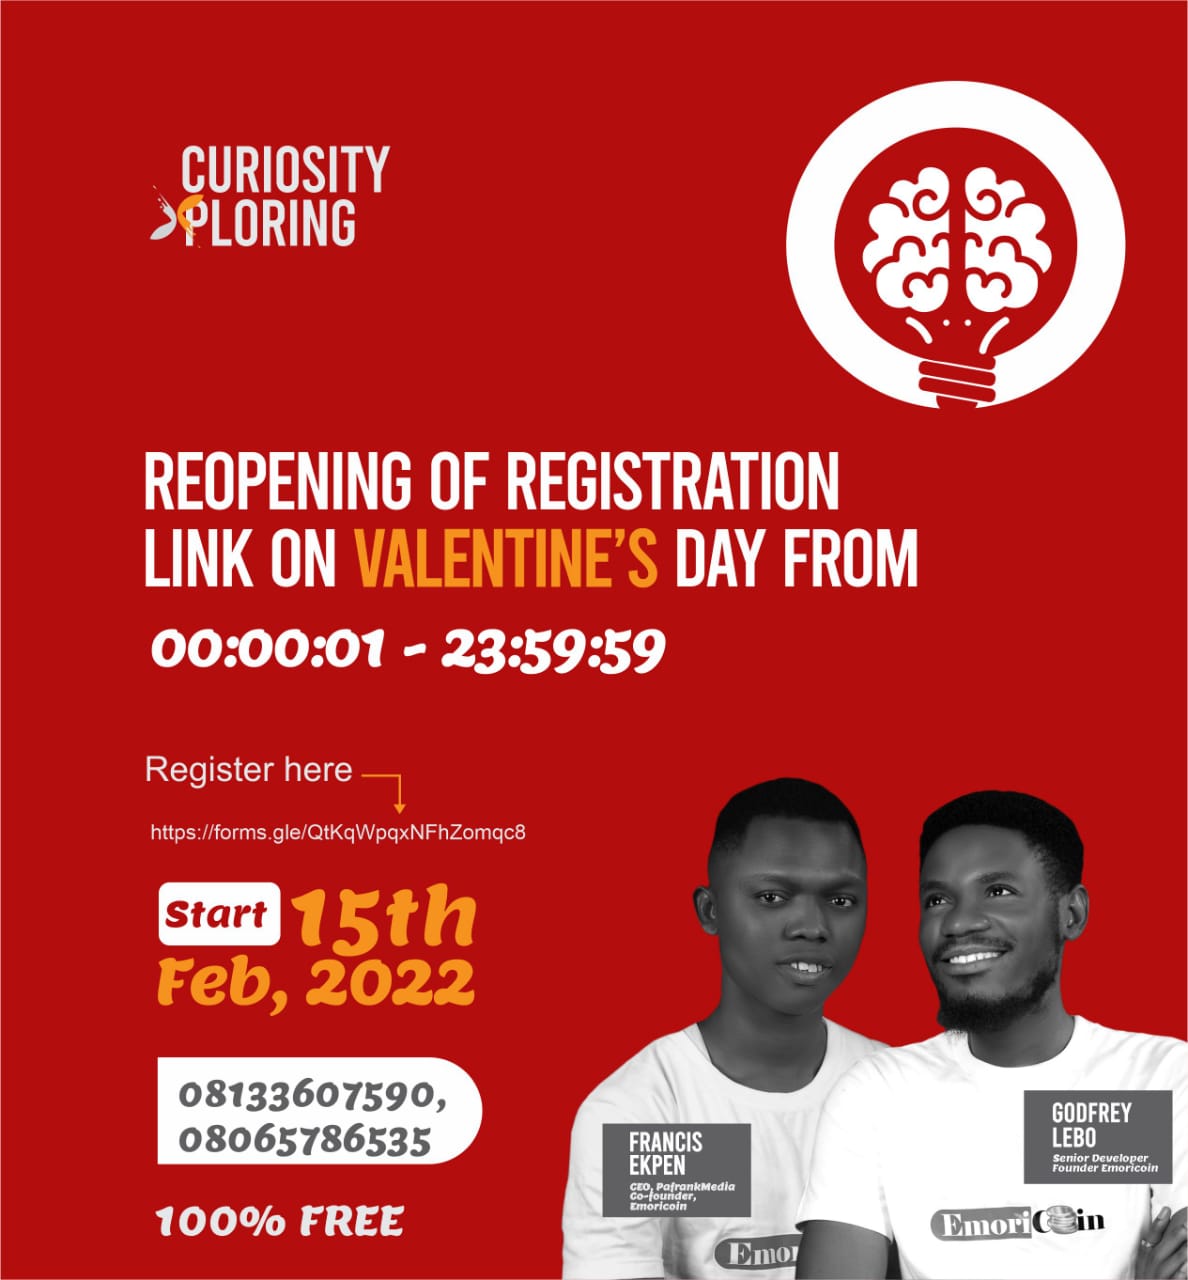 CURIOSITY
XPLORING
REOPENING OF REGISTRATION
LINK ON VALENTINE'S DAY FROM
00:00:01 - 23:59:59
Register here
https://forms.gle/QtKqWpqxNFhZomqc8
Start 15th
Feb, 2022
08133607590,
08065786535
100% FREE
FRANCIS
EKPEN
CEO, PafrankMedia
Co-founder,
Emoricoin
GODFREY
LEBO
Senior Developer
Founder Emoricoin
Emor
EmoriCoin